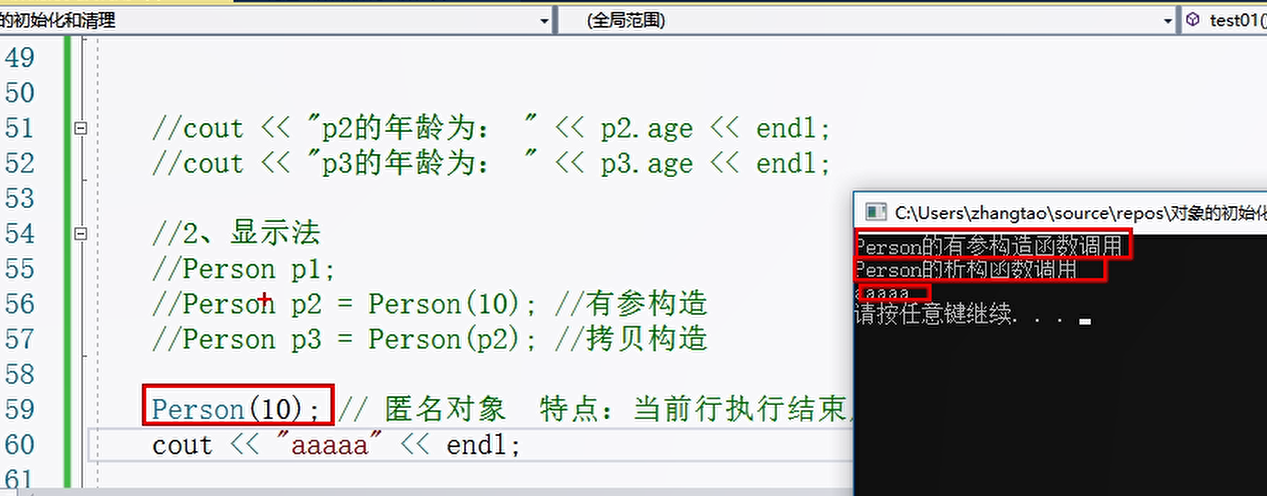 的初始化和清理
(全局范围)
test01()
49
50
51 //cout << "p2的年龄为： " << p2.age << endl;
52 //cout << "p3的年龄为： " << p3.age << endl;
53
54 //2、显示法
55 //Person p1;
56 //Person p2 = Person(10); //有参构造
57 //Person p3 = Person(p2); //拷贝构造
58
59 Person(10); // 匿名对象 特点：当前行执行结束
60 cout << "aaaaa" << endl;
61
C:\Users\zhangtao\source\repos\对象的初始化
Person的有参构造函数调用
Person的析构函数调用
aaaaa
请按任意键继续. . .